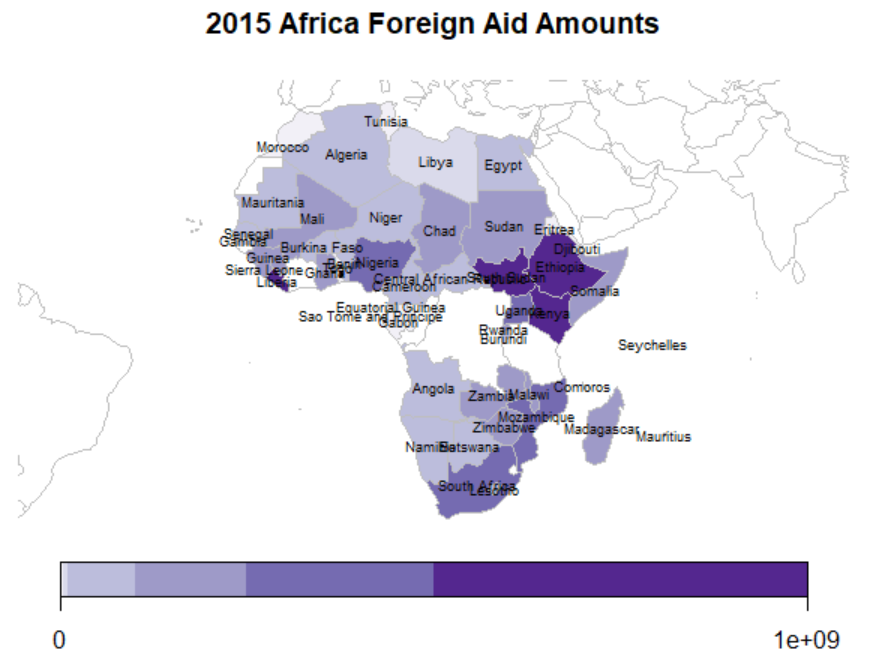 2015 Africa Foreign Aid Amounts
Tunisia
Morocco
Algeria
Libya
Egypt
Mauritania
Mali
Niger
Chad
Sudan
Eritrea
Senegal
Gambia
Burkina Faso
Djibouti
Guinea
Benin
Nigeria
Ethiopia
Sierra Leone
Ghana
Togo
Central African Republic
South Sudan
Liberia
Cameroon
Somalia
Equatorial Guinea
Uganda
Kenya
Sao Tome and Principe
Gabon
Rwanda
Burundi
Seychelles
Angola
Zambia
Malawi
Comoros
Mozambique
Zimbabwe
Madagascar
Mauritius
Namibia
Botswana
South Africa
Lesotho
0
1e+09